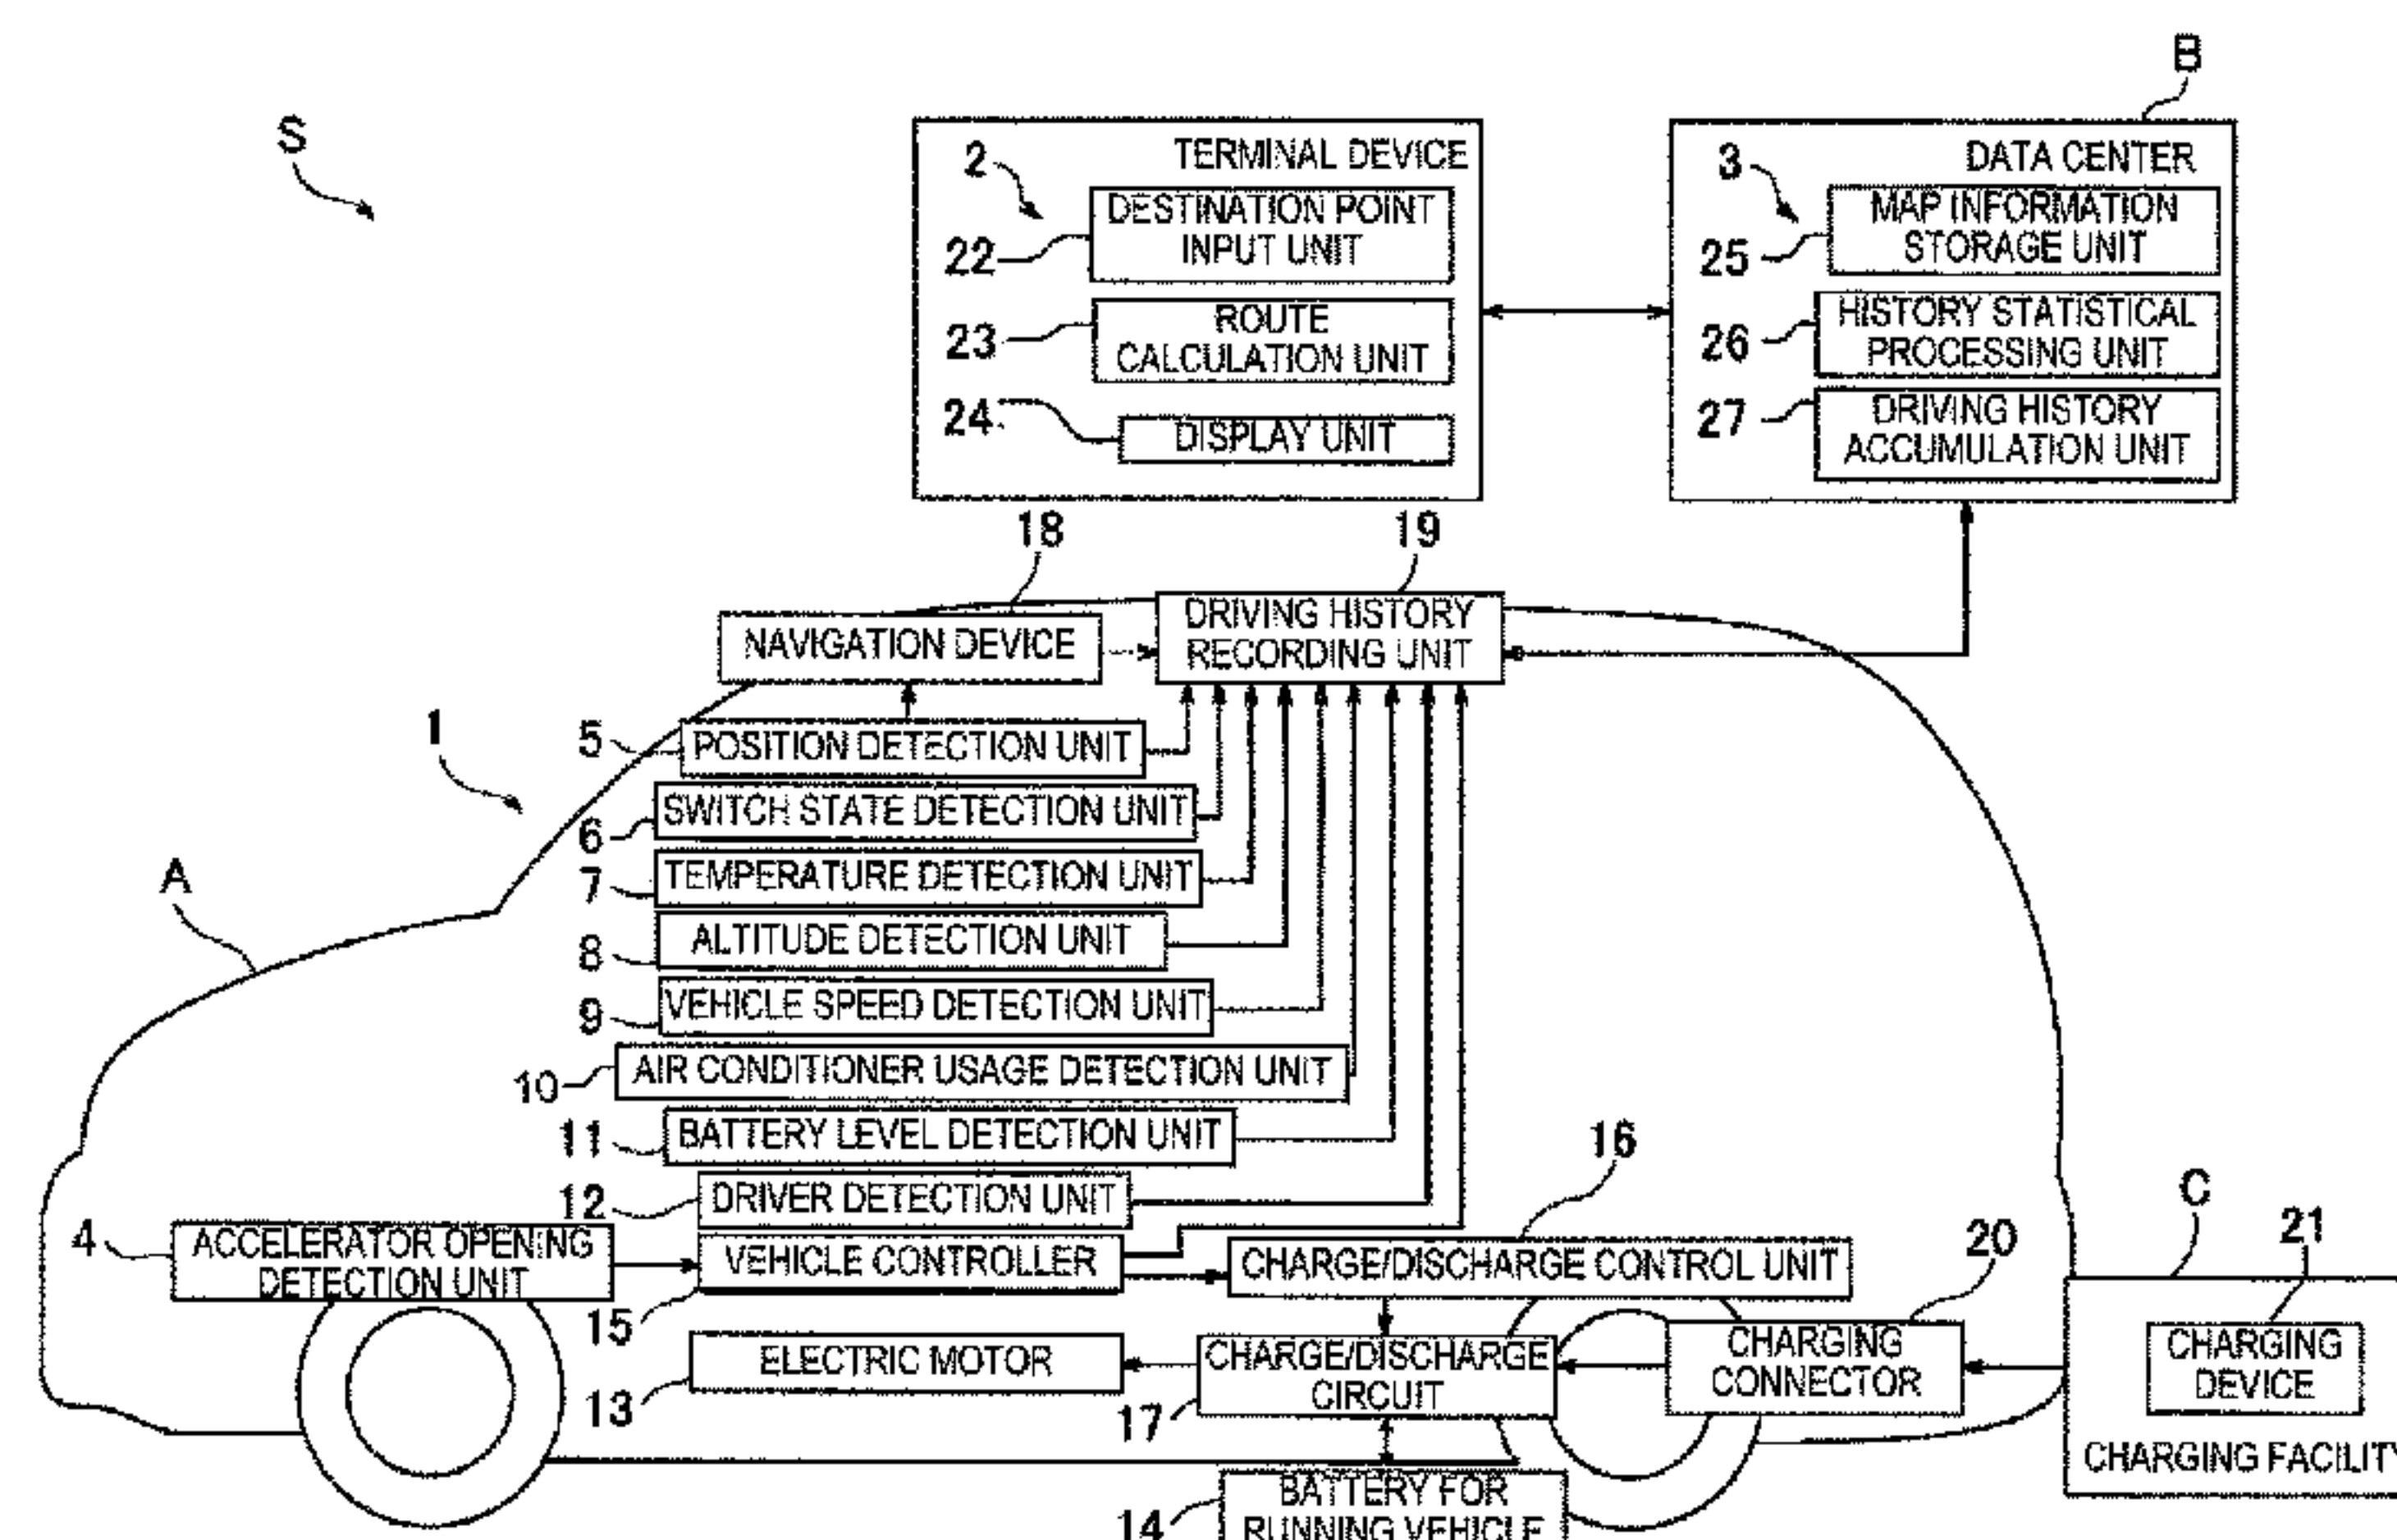 B
S
TERMINAL DEVICE
2
DESTINATION POINT
INPUT UNIT
22
ROUTE
CALCULATION UNIT
23
24
DISPLAY UNIT
DATA CENTER
3
MAP INFORMATION
STORAGE UNIT
25
HISTORY STATISTICAL
PROCESSING UNIT
26
27
DRIVING HISTORY
ACCUMULATION UNIT
18
19
NAVIGATION DEVICE
DRIVING HISTORY
RECORDING UNIT
1
5
POSITION DETECTION UNIT
6
SWITCH STATE DETECTION UNIT
7
TEMPERATURE DETECTION UNIT
A
8
ALTITUDE DETECTION UNIT
9
VEHICLE SPEED DETECTION UNIT
10
AIR CONDITIONER USAGE DETECTION UNIT
11
BATTERY LEVEL DETECTION UNIT
16
12
DRIVER DETECTION UNIT
C
4
ACCELERATOR OPENING
DETECTION UNIT
VEHICLE CONTROLLER
15
CHARGE/DISCHARGE CONTROL UNIT
20
21
ELECTRIC MOTOR
13
CHARGE/DISCHARGE
CIRCUIT
17
CHARGING
CONNECTOR
CHARGING
DEVICE
CHARGING FACILITY
14
BATTERY FOR
RUNNING VEHICLE